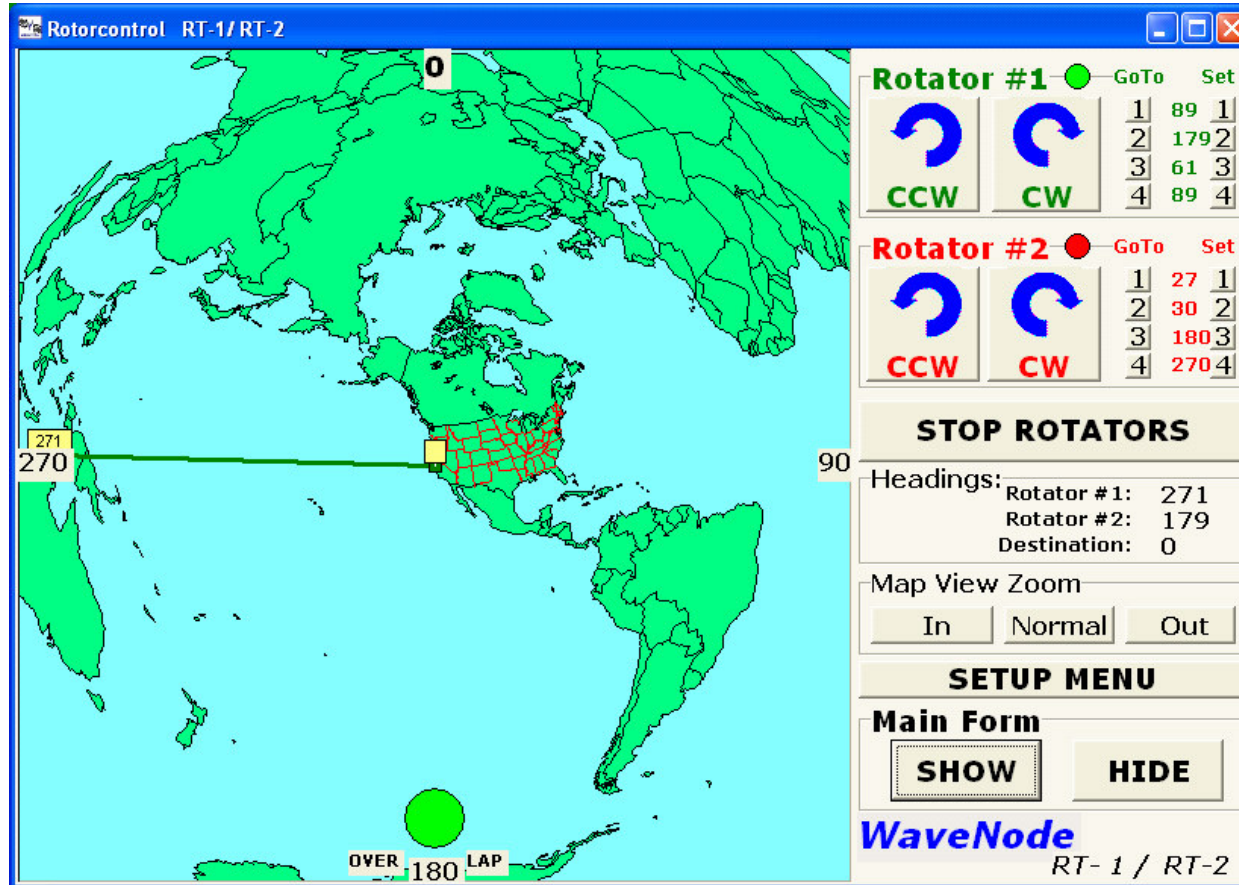 Rotorcontrol RT-1/ RT-2
0
271
270
90
OVER 180 LAP
Rotator #1 GoTo Set
1 89 1
2 179 2
3 61 3
4 89 4
CCW CW
Rotator #2 GoTo Set
1 27 1
2 30 2
3 180 3
4 270 4
CCW CW
STOP ROTATORS
Headings:
Rotator #1: 271
Rotator #2: 179
Destination: 0
Map View Zoom
In Normal Out
SETUP MENU
Main Form
SHOW HIDE
WaveNode
RT- 1 / RT-2